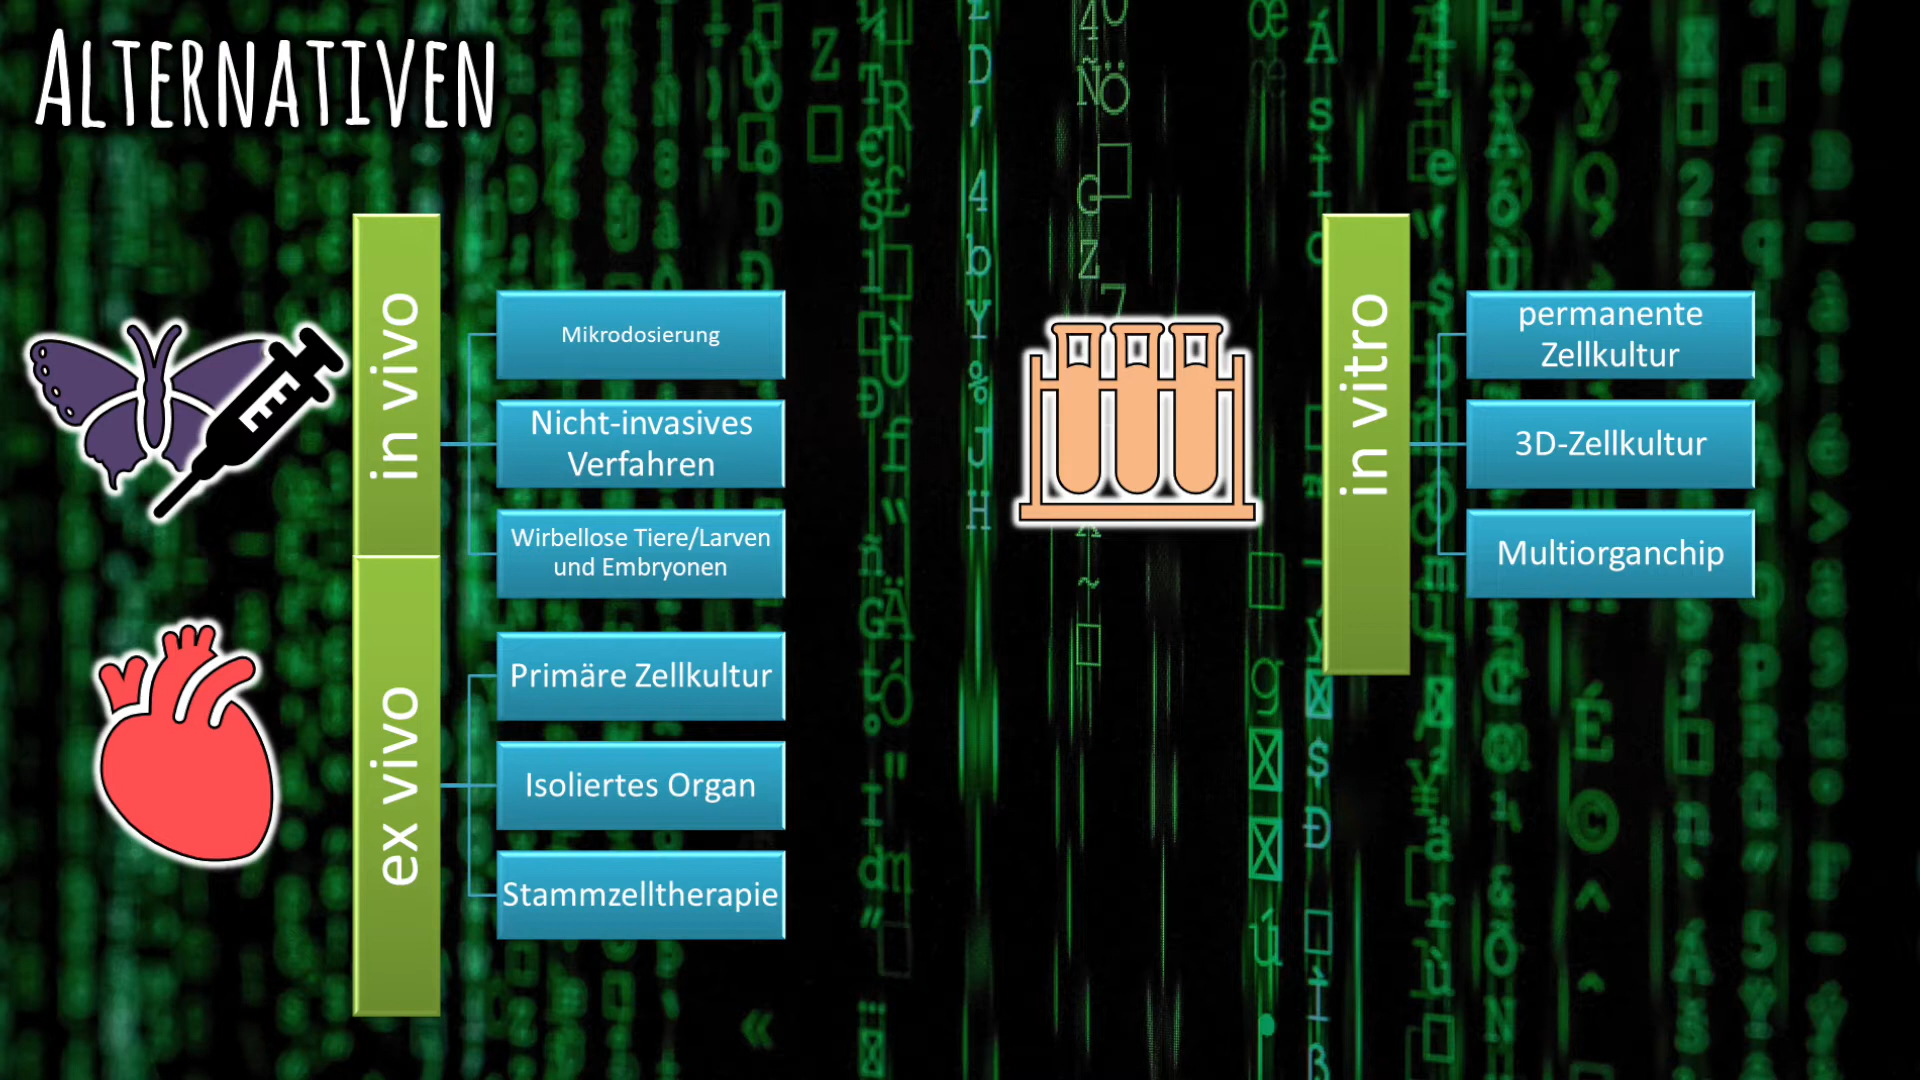 Alternativen
in vivo
Mikrodosierung
Nicht-invasives
Verfahren
Wirbellose Tiere/Larven
und Embryonen
ex vivo
Primäre Zellkultur
Isoliertes Organ
Stammzelltherapie
in vitro
permanente
Zellkultur
3D-Zellkultur
Multiorganchip